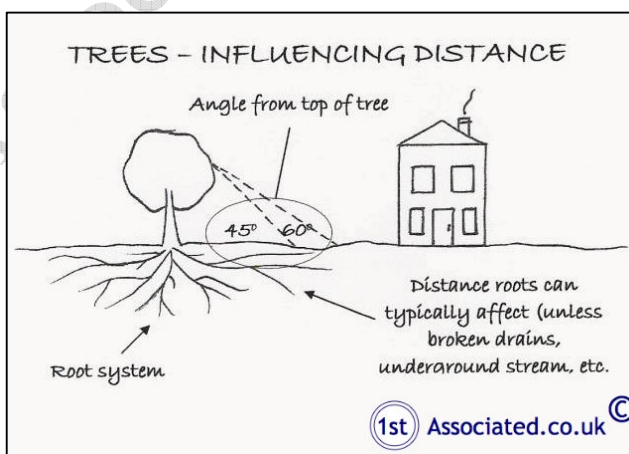 TREES – INFLUENCING DISTANCE
Angle from top of tree
45° 60°
Distance roots can
typically affect (unless
broken drains,
underaround stream, etc.
Root system
1st Associated.co.uk ©